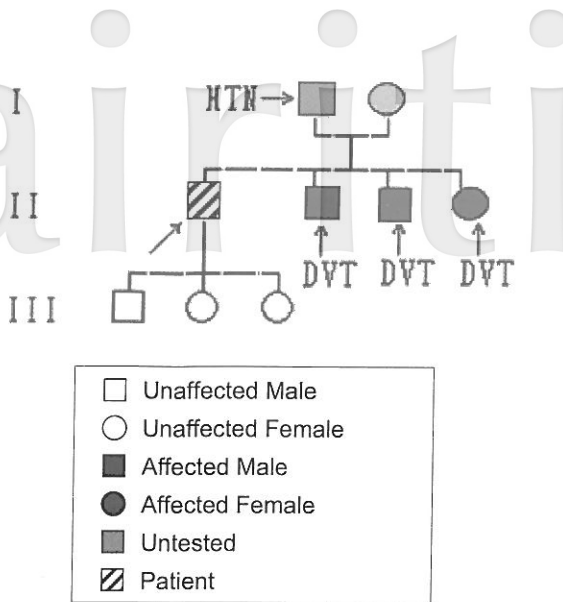 airiti
I
HTN
II
DVT DVT DVT
III
Unaffected Male
Unaffected Female
Affected Male
Affected Female
Untested
Patient